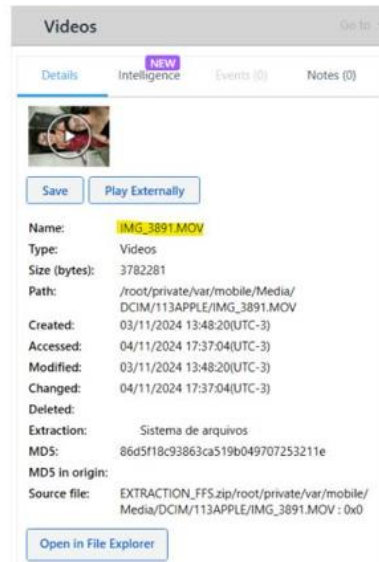 Videos
Go to
NEW
Details Intelligence Events (0) Notes (0)
Save Play Externally
Name: IMG_3891.MOV
Type: Videos
Size (bytes): 3782281
Path: /root/private/var/mobile/Media/
DCIM/113APPLE/IMG_3891.MOV
Created: 03/11/2024 13:48:20(UTC-3)
Accessed: 04/11/2024 17:37:04(UTC-3)
Modified: 03/11/2024 13:48:20(UTC-3)
Changed: 04/11/2024 17:37:04(UTC-3)
Deleted:
Extraction: Sistema de arquivos
MD5: 86d5f18c93863ca519b049707253211e
MD5 in origin:
Source file: EXTRACTION_FFS.zip/root/private/var/mobile/
Media/DCIM/113APPLE/IMG_3891.MOV : 0x0
Open in File Explorer